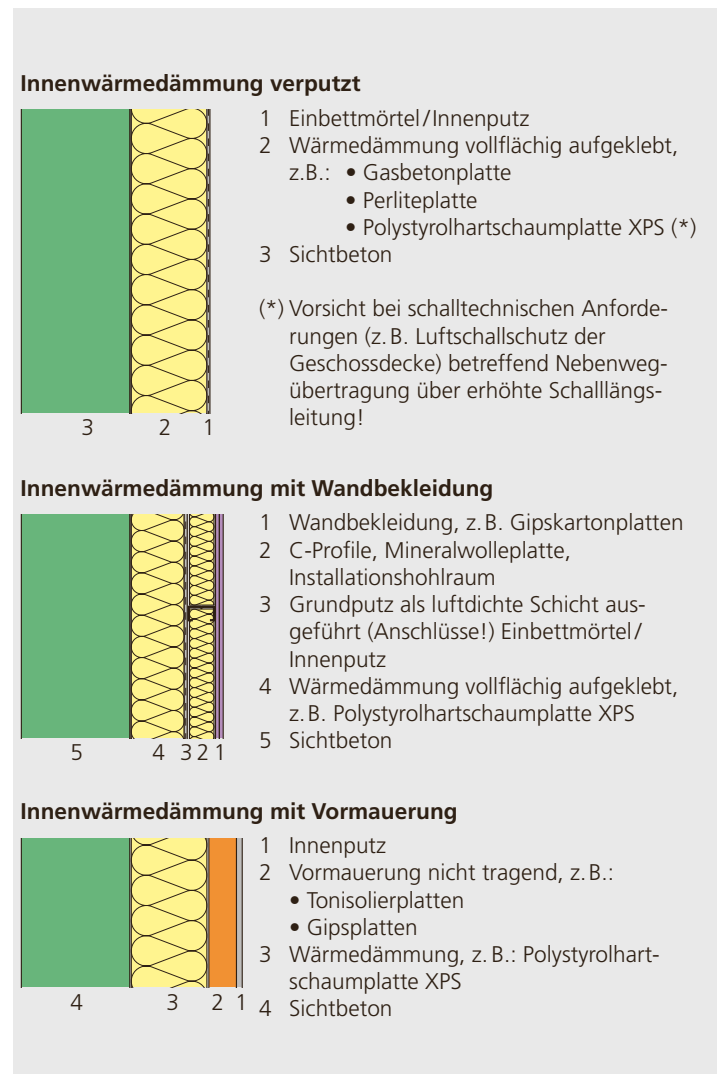 Innenwärmedämmung verputzt
1 Einbettmörtel/Innenputz
2 Wärmedämmung vollflächig aufgeklebt,
z.B.: • Gasbetonplatte
• Perliteplatte
• Polystyrolhartschaumplatte XPS (*)
3 Sichtbeton
(*) Vorsicht bei schalltechnischen Anforde-
rungen (z.B. Luftschallschutz der
Geschossdecke) betreffend Nebenweg-
übertragung über erhöhte Schalllängs-
leitung!
3 2 1
Innenwärmedämmung mit Wandbekleidung
1 Wandbekleidung, z.B. Gipskartonplatten
2 C-Profile, Mineralwolleplatte,
Installationshohlraum
3 Grundputz als luftdichte Schicht aus-
geführt (Anschlüsse!) Einbettmörtel/
Innenputz
4 Wärmedämmung vollflächig aufgeklebt,
z.B. Polystyrolhartschaumplatte XPS
5 Sichtbeton
5 4 3 2 1
Innenwärmedämmung mit Vormauerung
1 Innenputz
2 Vormauerung nicht tragend, z.B.:
• Tonisolierplatten
• Gipsplatten
3 Wärmedämmung, z.B.: Polystyrolhart-
schaumplatte XPS
4 Sichtbeton
4 3 2 1